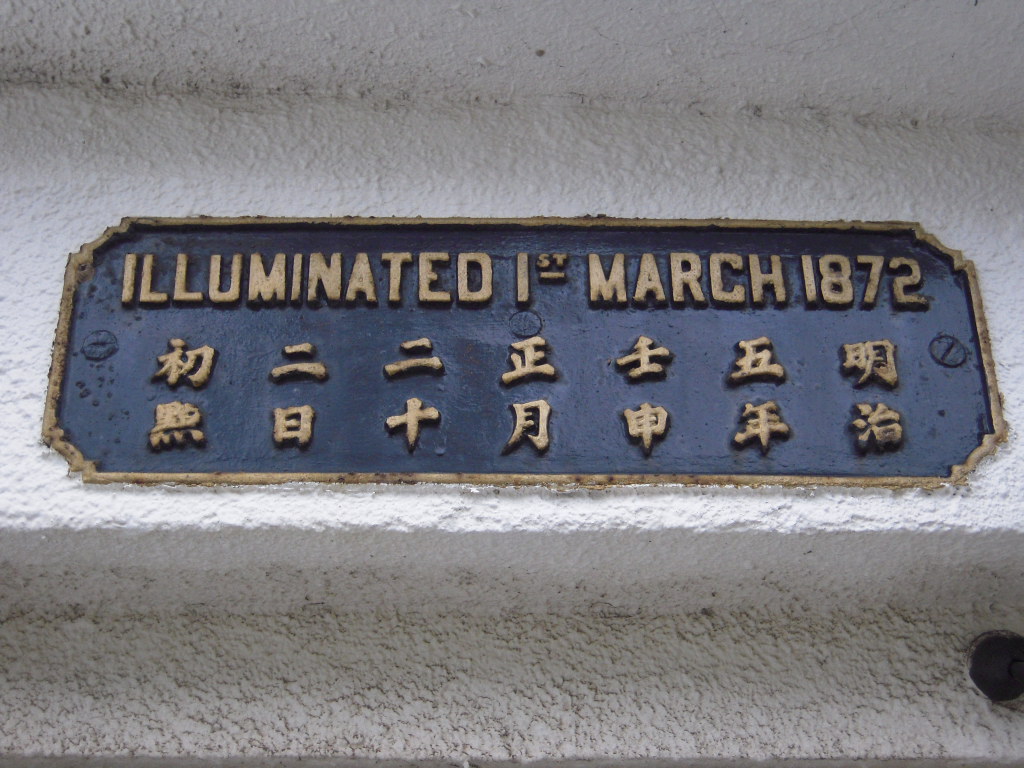 ILLUMINATED 1ST MARCH 1872
明治
五年
壬申
正月
二十
二日
初點